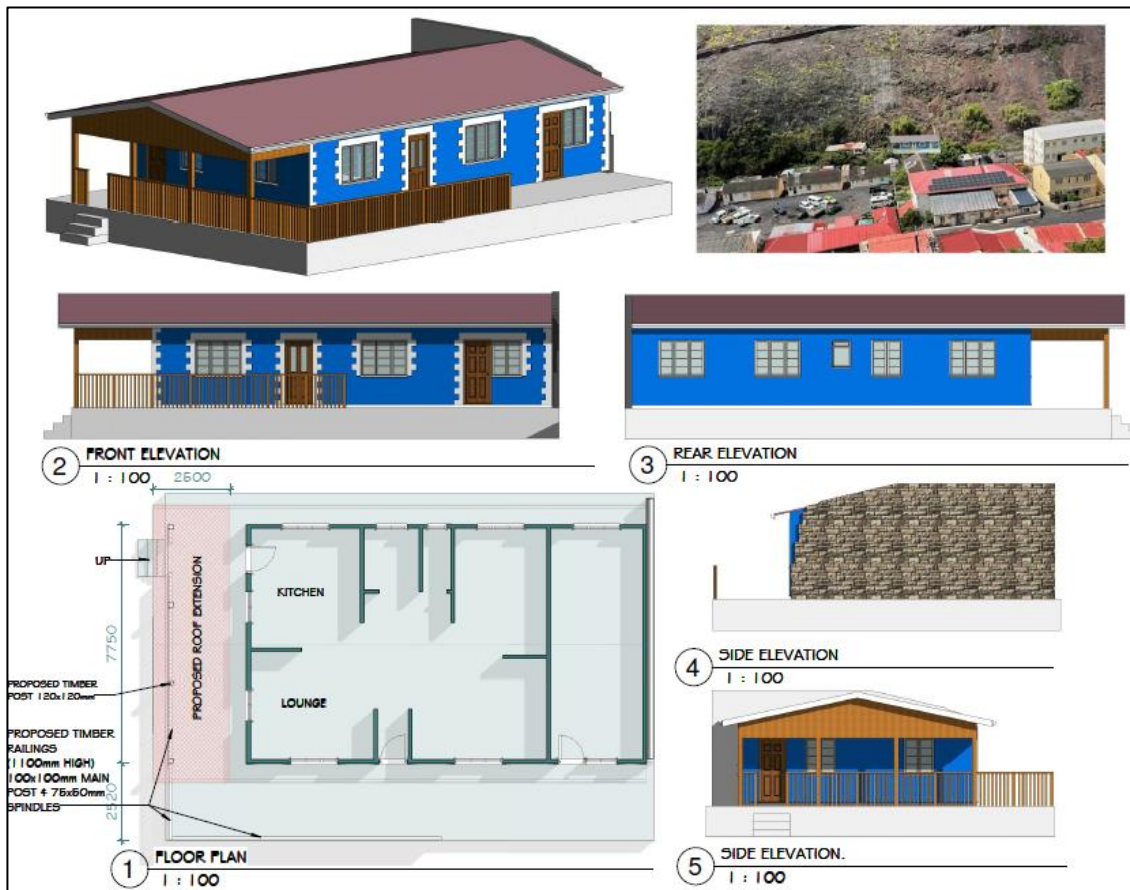 2 FRONT ELEVATION
1 : 100
3 REAR ELEVATION
1 : 100
2500
UP
KITCHEN
PROPOSED ROOF EXTENSION
7750
LOUNGE
PROPOSED TIMBER
POST 120x120mm
PROPOSED TIMBER
RAILINGS
(1100mm HIGH)
100x100mm MAIN
POST & 75x50mm
SPINDLES
2520
1 FLOOR PLAN
1 : 100
4 SIDE ELEVATION
1 : 100
5 SIDE ELEVATION.
1 : 100